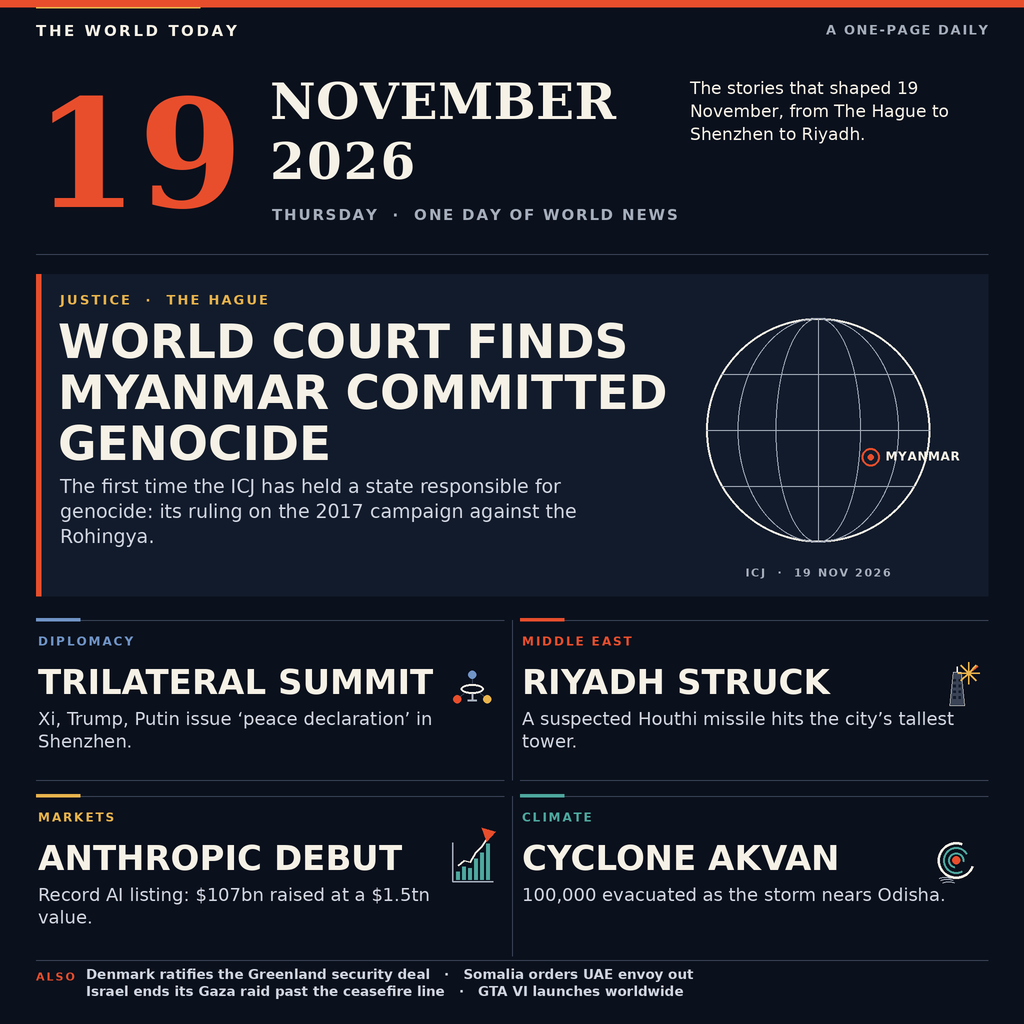 THE WORLD TODAY
A ONE-PAGE DAILY
19
NOVEMBER
2026
THURSDAY · ONE DAY OF WORLD NEWS
The stories that shaped 19
November, from The Hague to
Shenzhen to Riyadh.
JUSTICE · THE HAGUE
WORLD COURT FINDS
MYANMAR COMMITTED
GENOCIDE
The first time the ICJ has held a state responsible for
genocide: its ruling on the 2017 campaign against the
Rohingya.
MYANMAR
ICJ · 19 NOV 2026
DIPLOMACY
TRILATERAL SUMMIT
Xi, Trump, Putin issue ‘peace declaration’ in
Shenzhen.
MIDDLE EAST
RIYADH STRUCK
A suspected Houthi missile hits the city’s tallest
tower.
MARKETS
ANTHROPIC DEBUT
Record AI listing: $107bn raised at a $1.5tn
value.
CLIMATE
CYCLONE AKVAN
100,000 evacuated as the storm nears Odisha.
ALSO
Denmark ratifies the Greenland security deal · Somalia orders UAE envoy out
Israel ends its Gaza raid past the ceasefire line · GTA VI launches worldwide